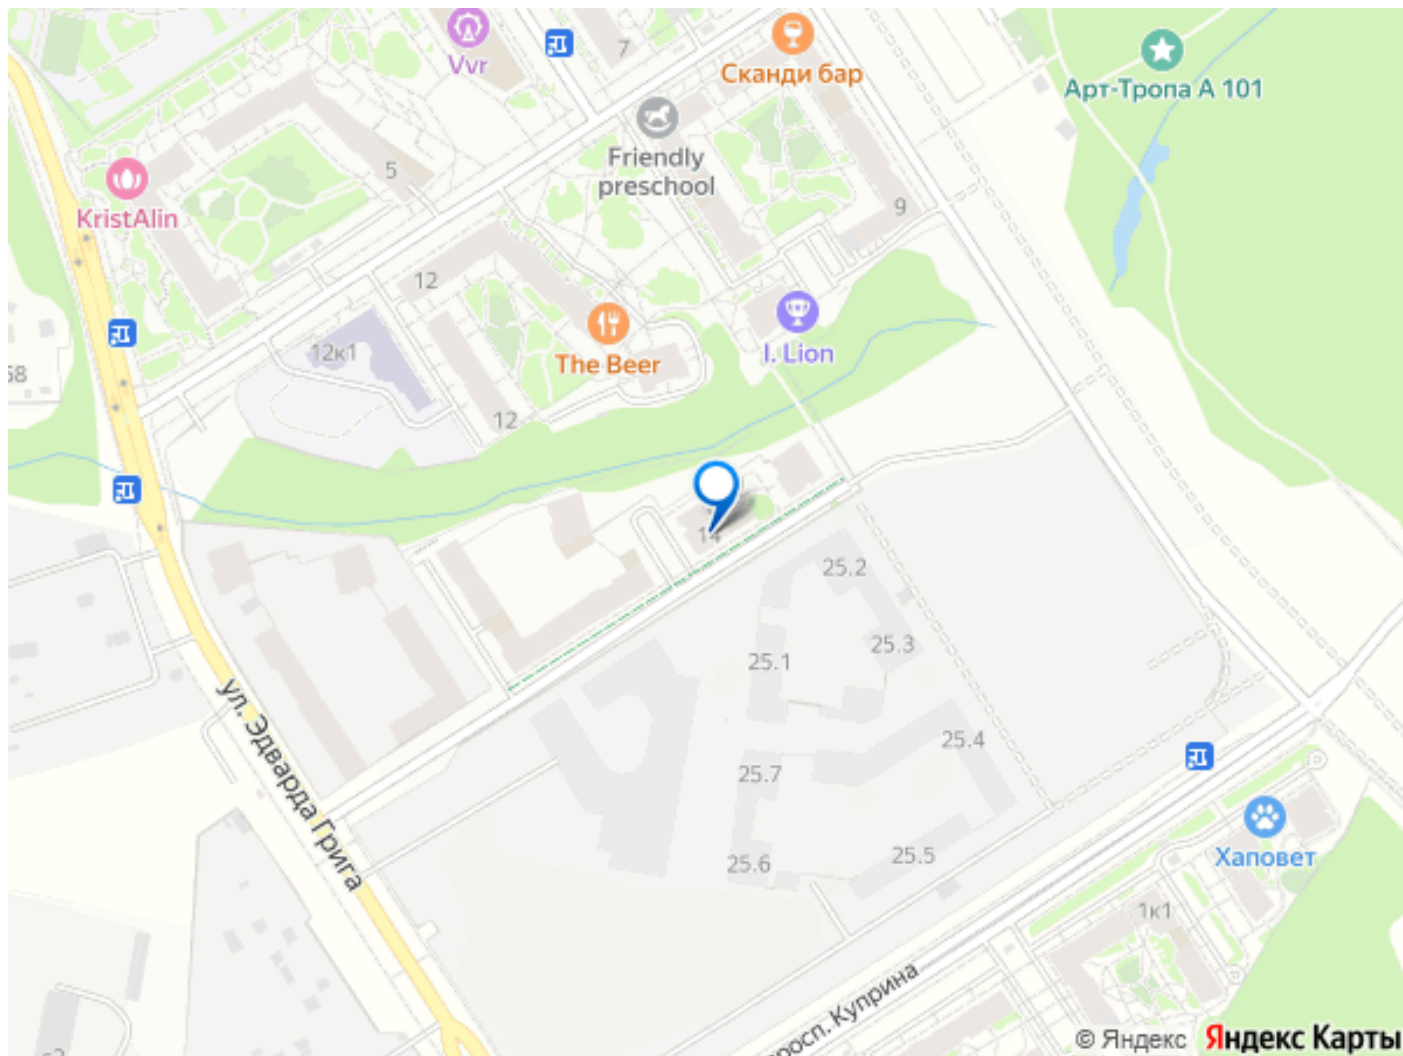 Vvr
7
Сканди бар
Арт-Тропа А 101
Friendly
preschool
5
KristAlin
9
12
12к1
The Beer
I. Lion
58
12
14
25.2
25.3
25.1
25.4
25.7
25.5
25.6
ул. Эдварда Грига
Хаповет
1к1
росп. Куприна
© Яндекс
Яндекс Карты